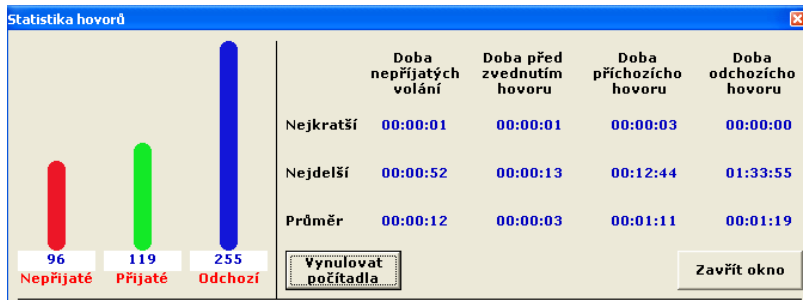 Statistika hovorů
Doba nepříjatých volání
Doba před zvednutím hovoru
Doba příchozího hovoru
Doba odchozího hovoru
Nejkratší 00:00:01 00:00:01 00:00:03 00:00:00
Nejdelší 00:00:52 00:00:13 00:12:44 01:33:55
Průměr 00:00:12 00:00:03 00:01:11 00:01:19
96 119 255
Nepřijaté Přijaté Odchozí
Vynulovat počítadla
Zavřít okno